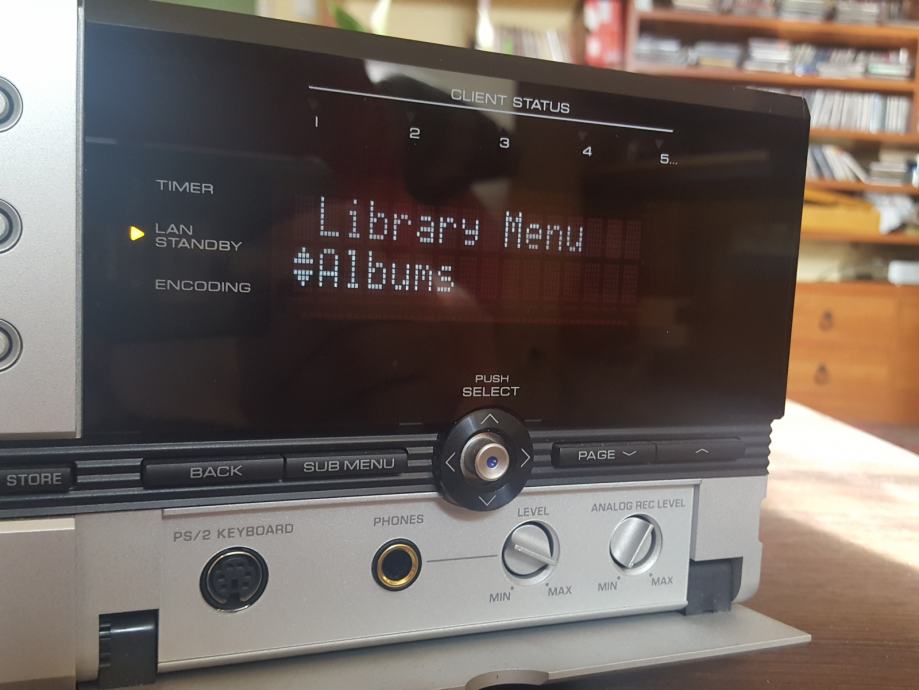 CLIENT STATUS
1 2 3 4 5...
TIMER
LAN
STANDBY
ENCODING
Library Menu
Albums
PUSH
SELECT
STORE
BACK
SUB MENU
PAGE
PS/2 KEYBOARD
PHONES
LEVEL
MIN MAX
ANALOG REC LEVEL
MIN MAX